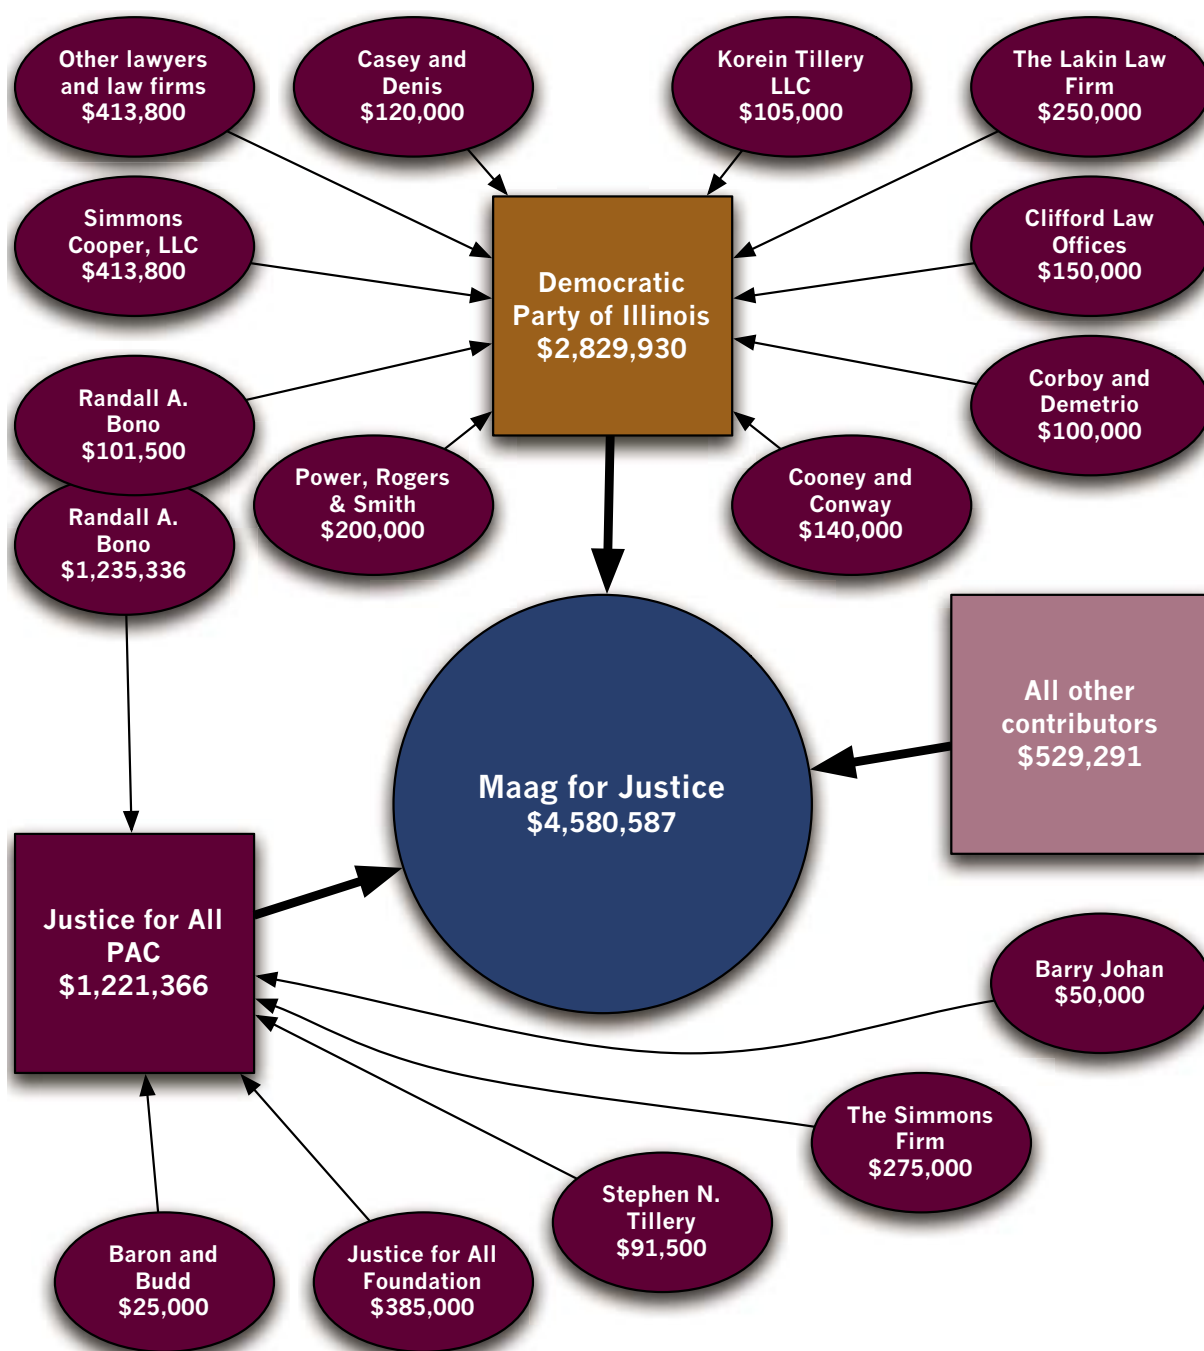 Other lawyers
and law firms
$413,800
Casey and
Denis
$120,000
Korein Tillery
LLC
$105,000
The Lakin Law
Firm
$250,000
Simmons
Cooper, LLC
$413,800
Democratic
Party of Illinois
$2,829,930
Clifford Law
Offices
$150,000
Randall A.
Bono
$101,500
Corboy and
Demetrio
$100,000
Power, Rogers
& Smith
$200,000
Cooney and
Conway
$140,000
Randall A.
Bono
$1,235,336
All other
contributors
$529,291
Maag for Justice
$4,580,587
Justice for All
PAC
$1,221,366
Barry Johan
$50,000
The Simmons
Firm
$275,000
Stephen N.
Tillery
$91,500
Baron and
Budd
$25,000
Justice for All
Foundation
$385,000